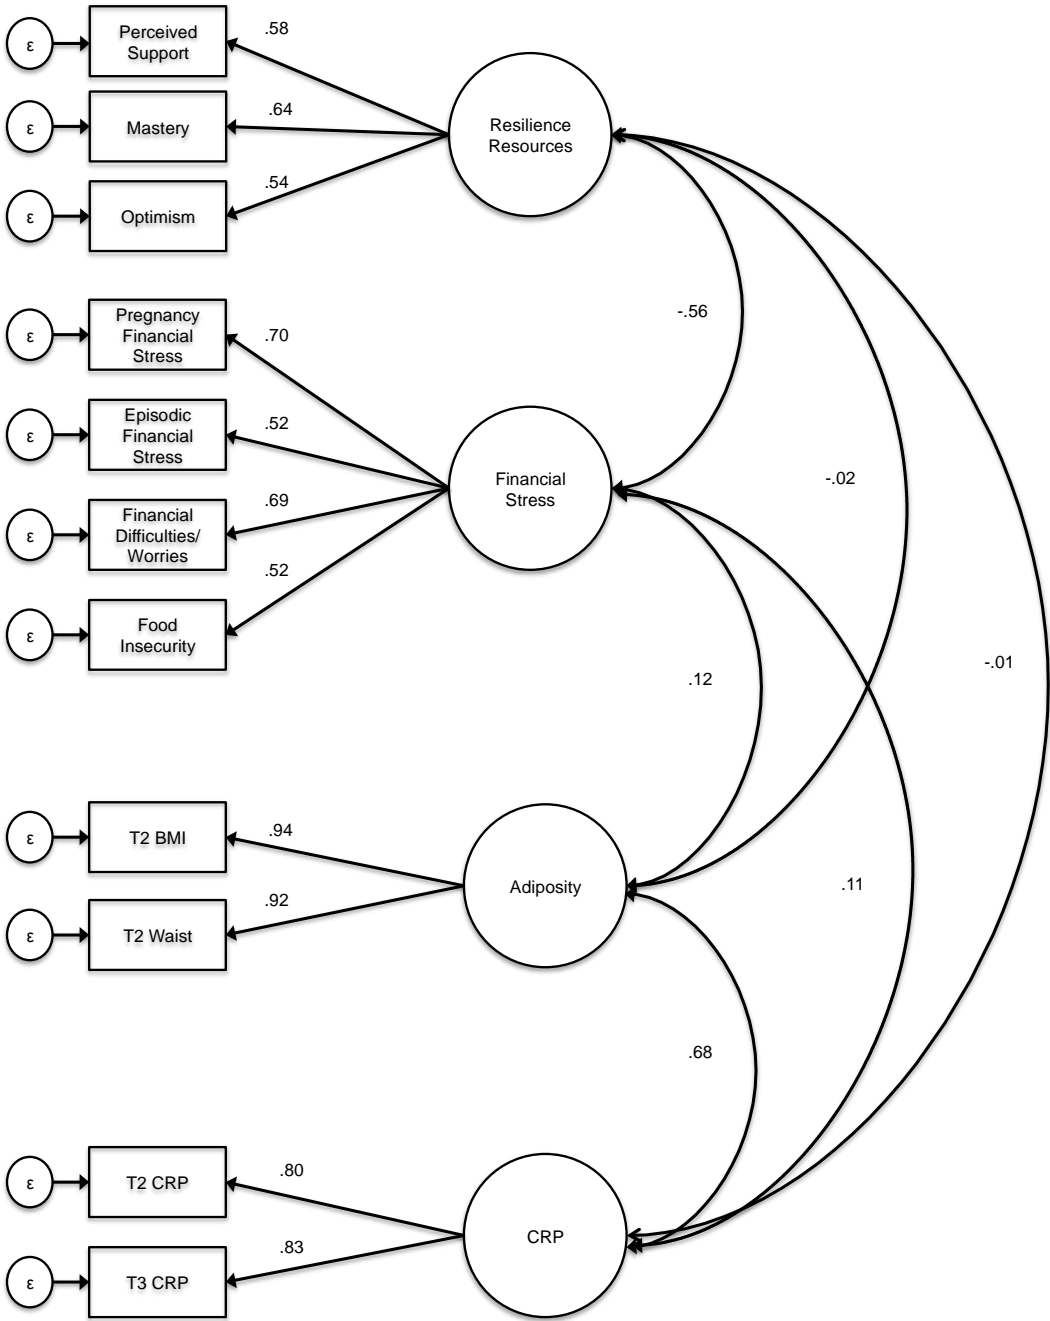 ε
Perceived
Support
.58
ε
Mastery
.64
Resilience
Resources
ε
Optimism
.54
ε
Pregnancy
Financial
Stress
.70
-.56
ε
Episodic
Financial
Stress
.52
Financial
Stress
-.02
ε
Financial
Difficulties/
Worries
.69
ε
Food
Insecurity
.52
.12
-.01
ε
T2 BMI
.94
Adiposity
.11
ε
T2 Waist
.92
.68
ε
T2 CRP
.80
CRP
ε
T3 CRP
.83